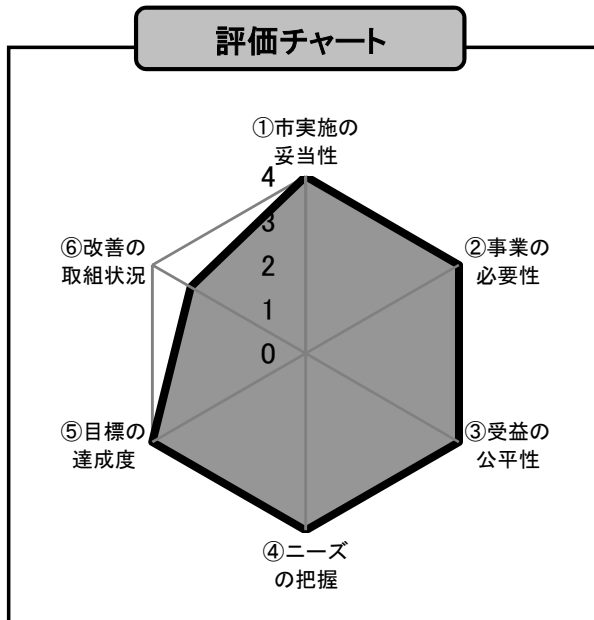 評価チャート
①市実施の
妥当性
4
3
2
1
0
②事業の
必要性
③受益の
公平性
④ニーズ
の把握
⑤目標の
達成度
⑥改善の
取組状況